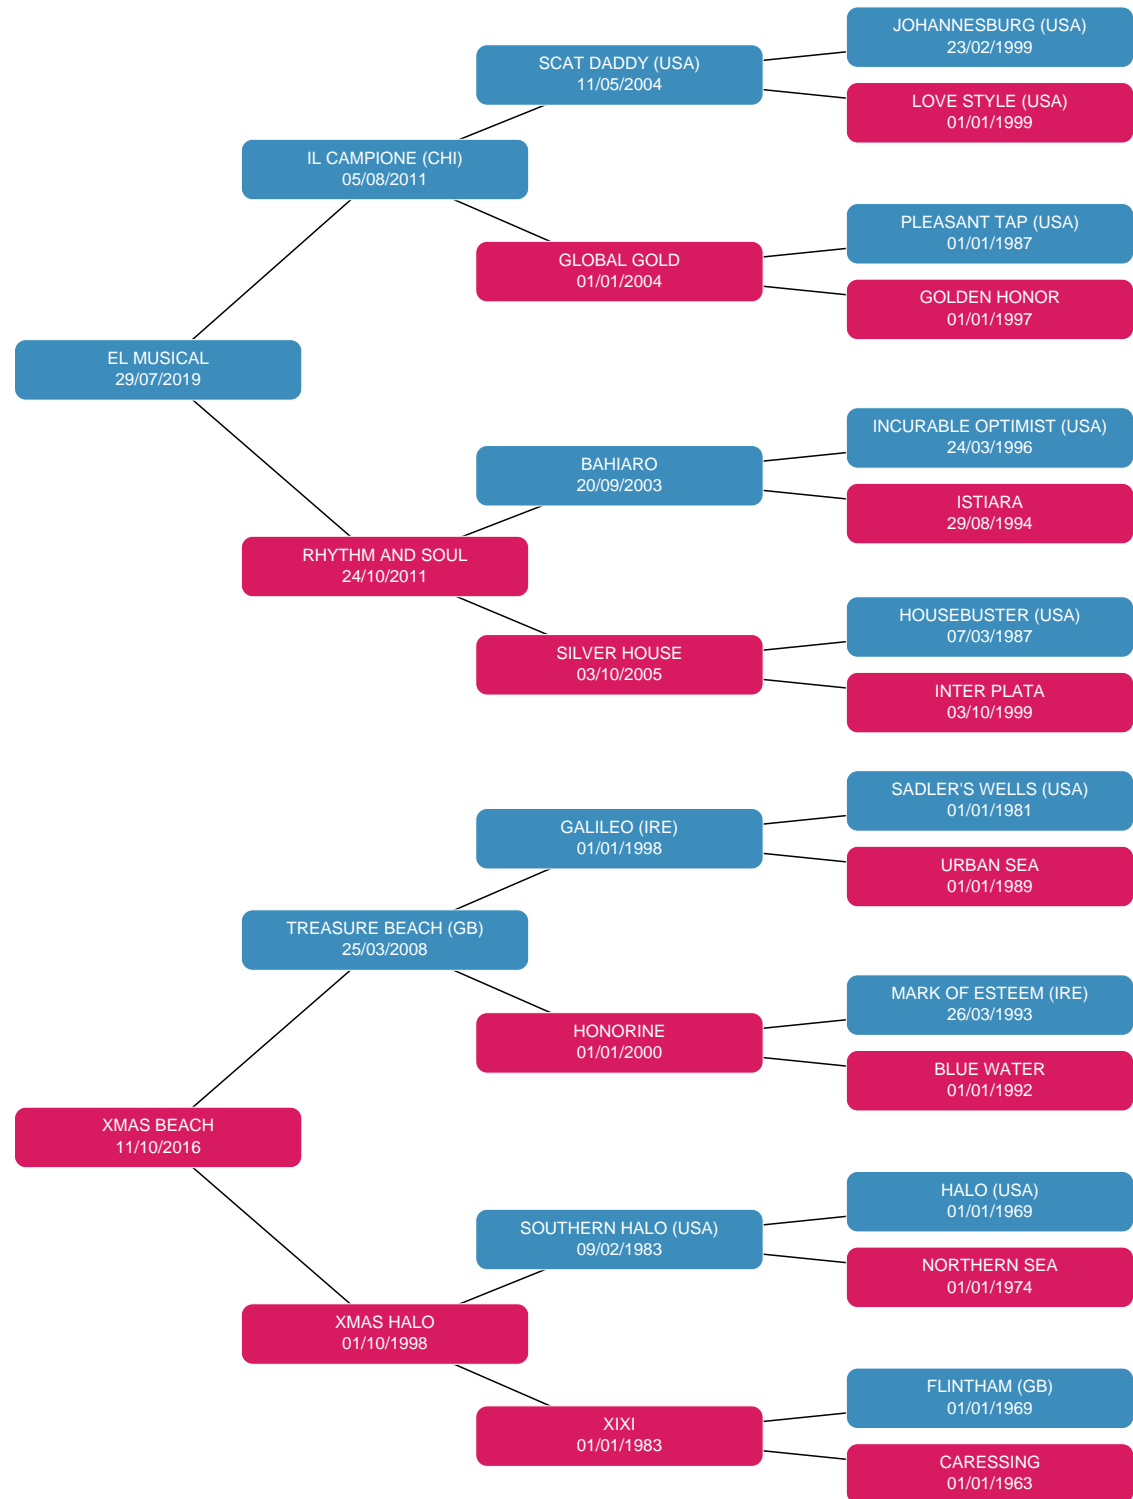 JOHANNESBURG (USA)
23/02/1999
SCAT DADDY (USA)
11/05/2004
LOVE STYLE (USA)
01/01/1999
IL CAMPIONE (CHI)
05/08/2011
PLEASANT TAP (USA)
01/01/1987
GLOBAL GOLD
01/01/2004
GOLDEN HONOR
01/01/1997
EL MUSICAL
29/07/2019
INCURABLE OPTIMIST (USA)
24/03/1996
BAHIARO
20/09/2003
ISTIARA
29/08/1994
RHYTHM AND SOUL
24/10/2011
HOUSEBUSTER (USA)
07/03/1987
SILVER HOUSE
03/10/2005
INTER PLATA
03/10/1999
SADLER'S WELLS (USA)
01/01/1981
GALILEO (IRE)
01/01/1998
URBAN SEA
01/01/1989
TREASURE BEACH (GB)
25/03/2008
MARK OF ESTEEM (IRE)
26/03/1993
HONORINE
01/01/2000
BLUE WATER
01/01/1992
XMAS BEACH
11/10/2016
HALO (USA)
01/01/1969
SOUTHERN HALO (USA)
09/02/1983
NORTHERN SEA
01/01/1974
XMAS HALO
01/10/1998
FLINTHAM (GB)
01/01/1969
XIXI
01/01/1983
CARESSING
01/01/1963